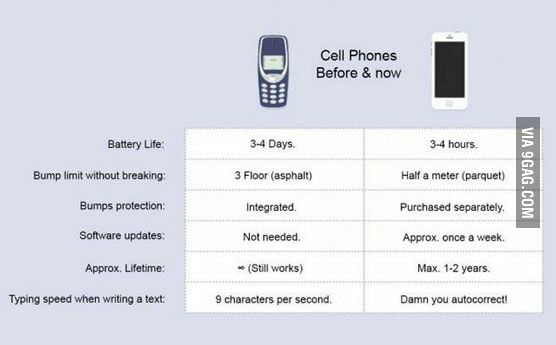 Cell Phones
Before & now
Battery Life: 3-4 Days. 3-4 hours.
Bump limit without breaking: 3 Floor (asphalt) Half a meter (parquet)
Bumps protection: Integrated. Purchased separately.
Software updates: Not needed. Approx. once a week.
Approx. Lifetime: ∞ (Still works) Max. 1-2 years.
Typing speed when writing a text: 9 characters per second. Damn you autocorrect!
VIA 9GAG.COM